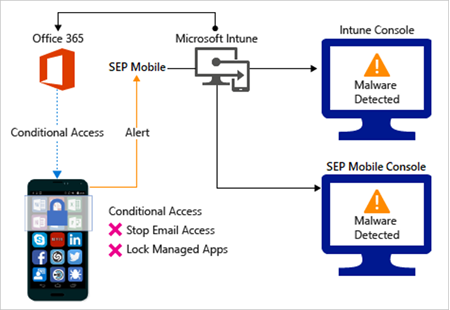 Office 365
Microsoft Intune
Intune Console
SEP Mobile
Malware
Detected
Conditional Access
Alert
SEP Mobile Console
Malware
Detected
Conditional Access
Stop Email Access
Lock Managed Apps